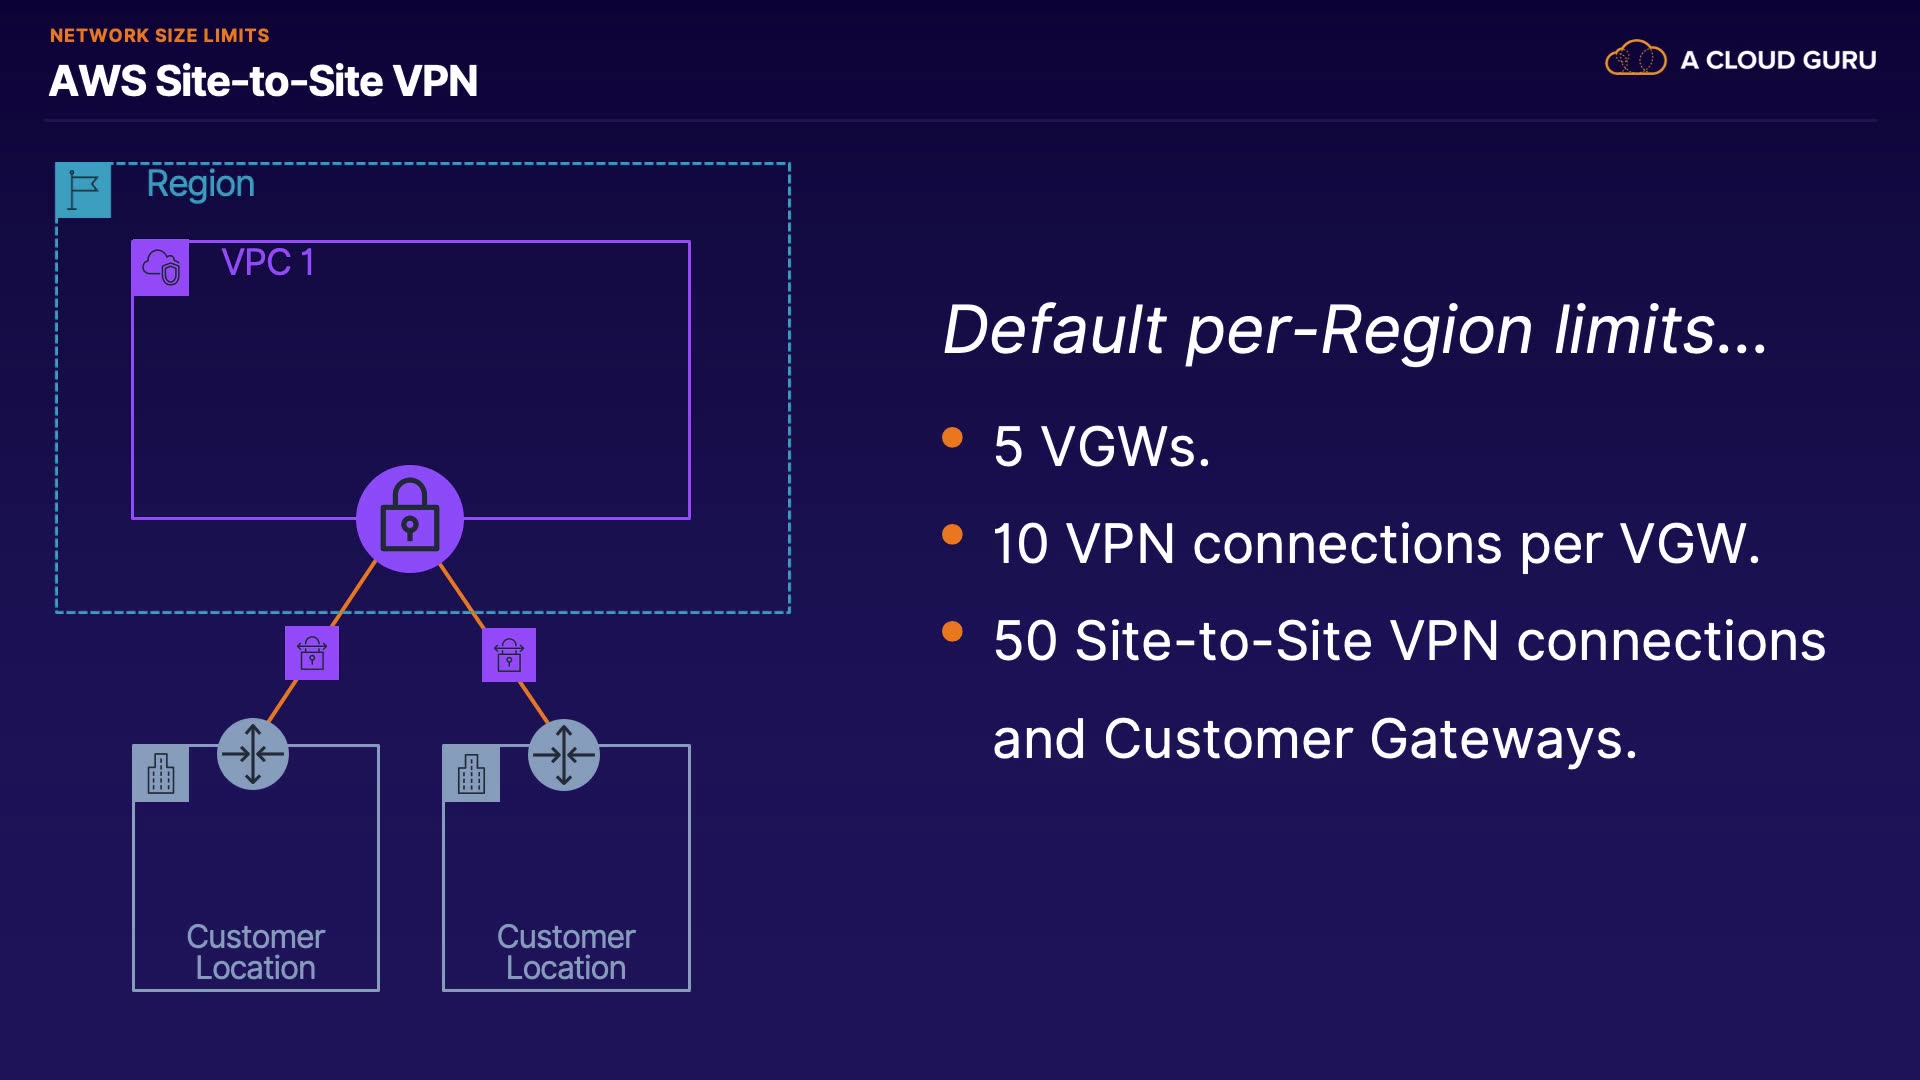 NETWORK SIZE LIMITS
AWS Site-to-Site VPN
A CLOUD GURU
Region
VPC 1
Customer
Location
Customer
Location
Default per-Region limits...
5 VGWs.
10 VPN connections per VGW.
50 Site-to-Site VPN connections
and Customer Gateways.